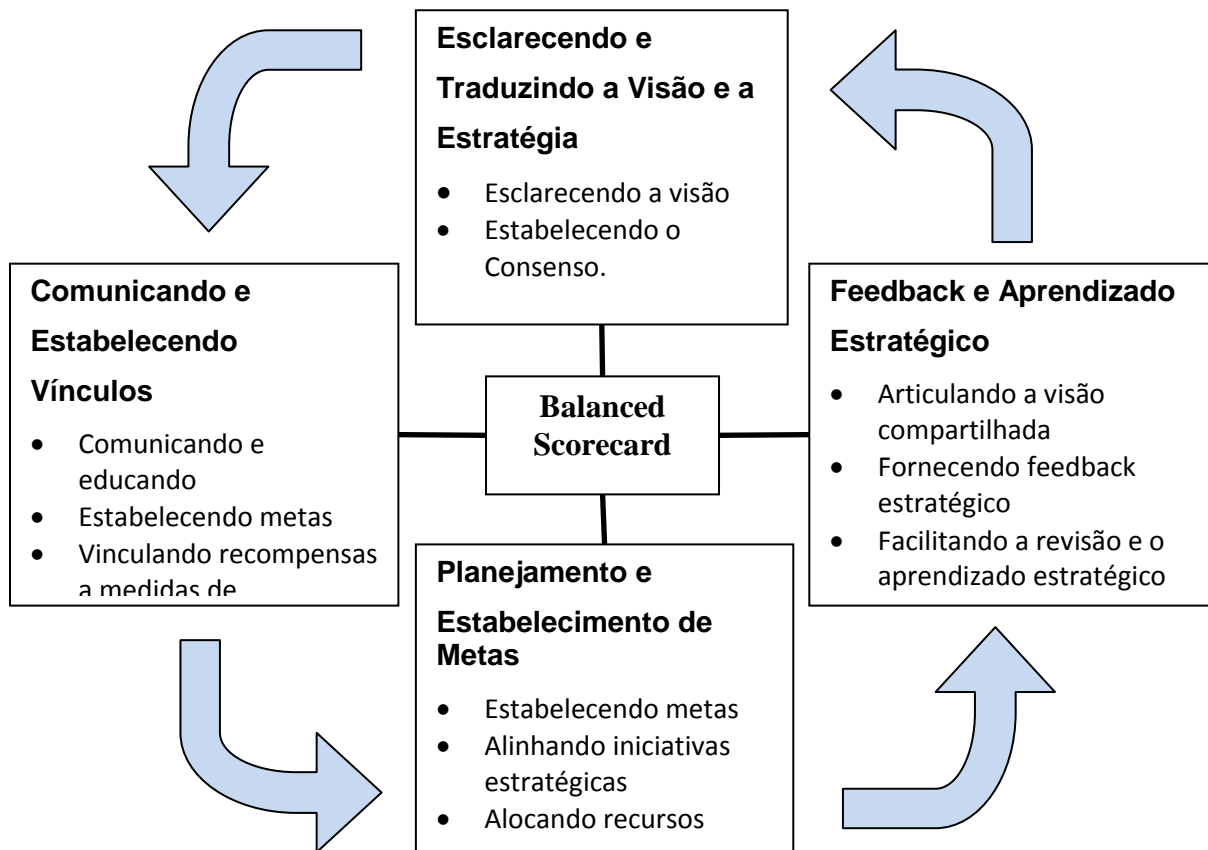 Esclarecendo e
Traduzindo a Visão e a
Estratégia
• Esclarecendo a visão
• Estabelecendo o
Consenso.
Comunicando e
Estabelecendo
Vínculos
• Comunicando e
educando
• Estabelecendo metas
• Vinculando recompensas
a medidas de
Balanced
Scorecard
Feedback e Aprendizado
Estratégico
• Articulando a visão
compartilhada
• Fornecendo feedback
estratégico
• Facilitando a revisão e o
aprendizado estratégico
Planejamento e
Estabelecimento de
Metas
• Estabelecendo metas
• Alinhando iniciativas
estratégicas
• Alocando recursos